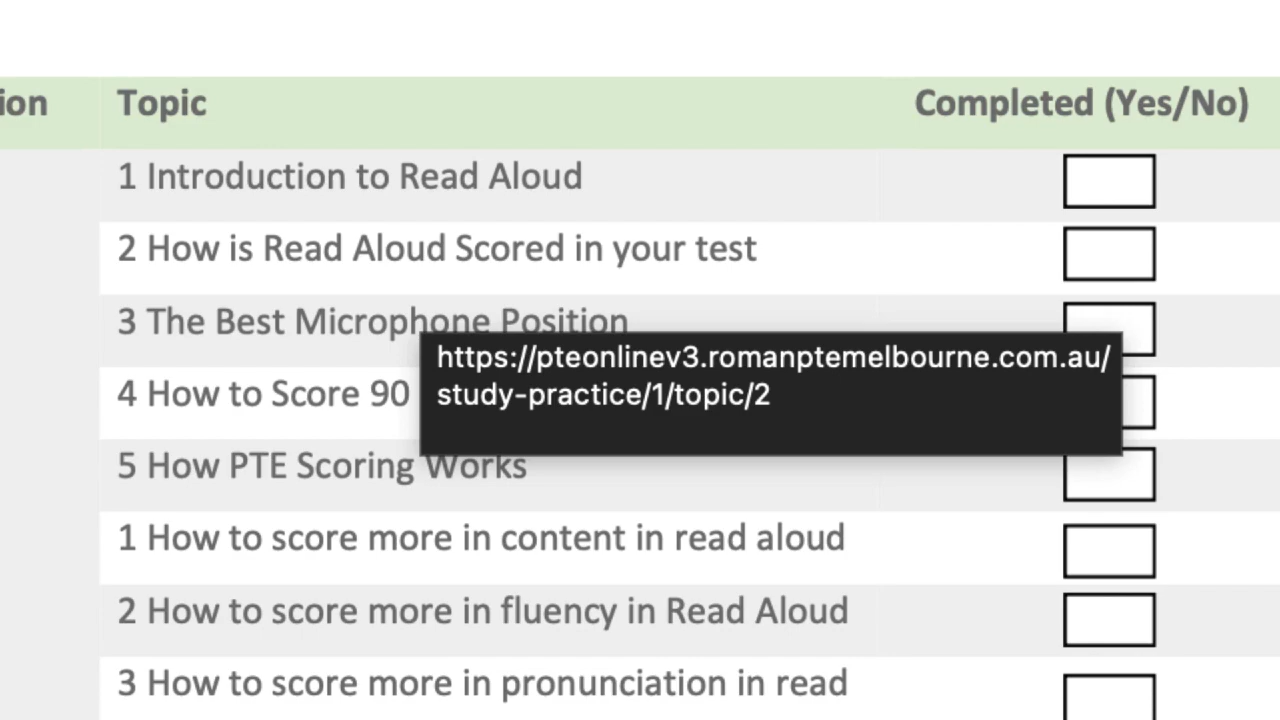 ion Topic Completed (Yes/No)
1 Introduction to Read Aloud
2 How is Read Aloud Scored in your test
3 The Best Microphone Position
https://pteonlinev3.romanptemelbourne.com.au/
4 How to Score 90
study-practice/1/topic/2
5 How PTE Scoring Works
1 How to score more in content in read aloud
2 How to score more in fluency in Read Aloud
3 How to score more in pronunciation in read